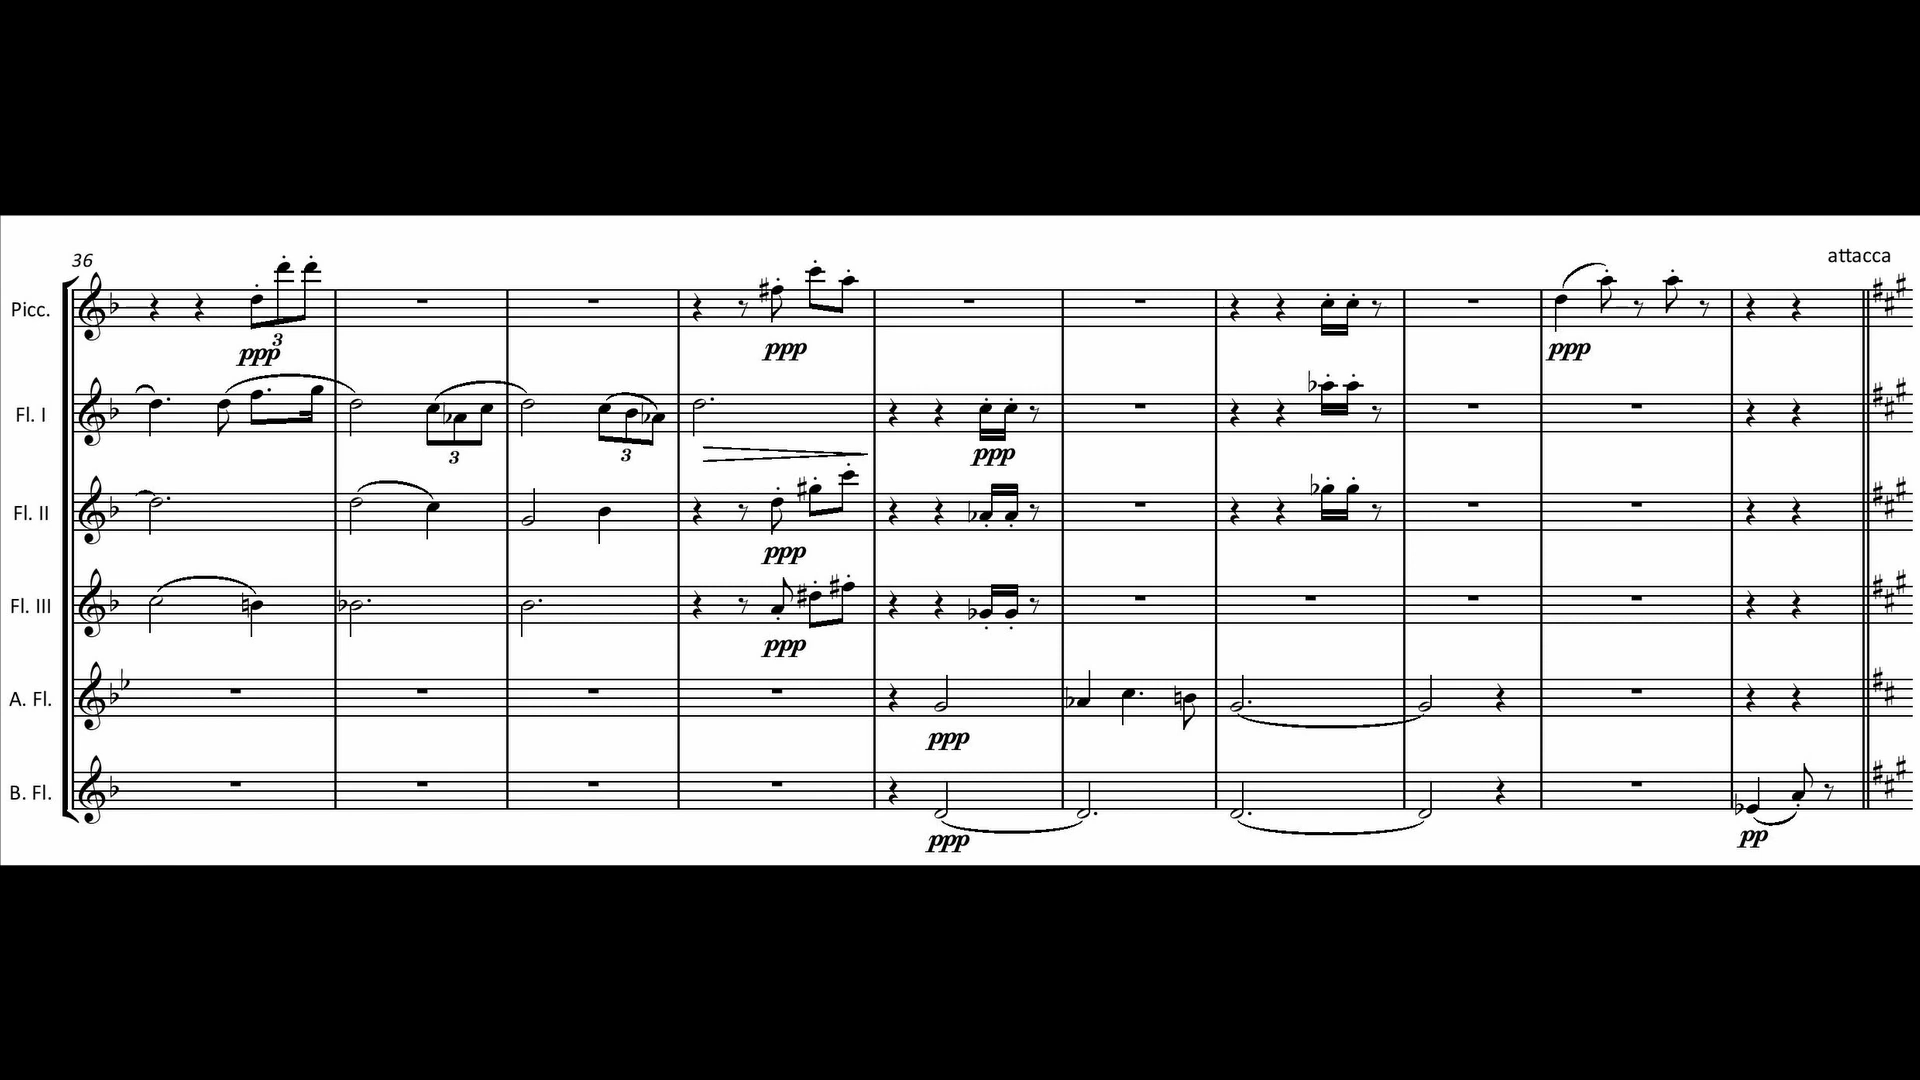 attacca
36
Picc.
3
ppp
ppp
ppp
Fl. I
3
3
ppp
Fl. II
ppp
Fl. III
ppp
A. Fl.
ppp
B. Fl.
ppp
pp